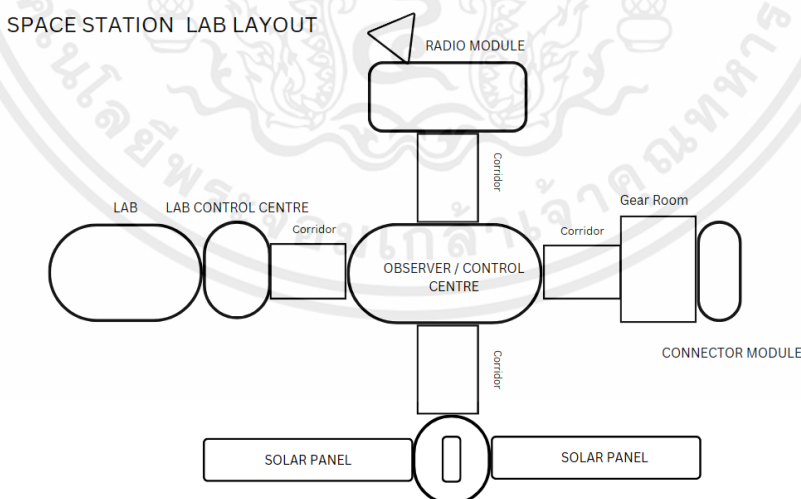 SPACE STATION LAB LAYOUT
RADIO MODULE
Corridor
LAB
LAB CONTROL CENTRE
Corridor
OBSERVER / CONTROL
CENTRE
Corridor
Gear Room
CONNECTOR MODULE
Corridor
SOLAR PANEL
SOLAR PANEL